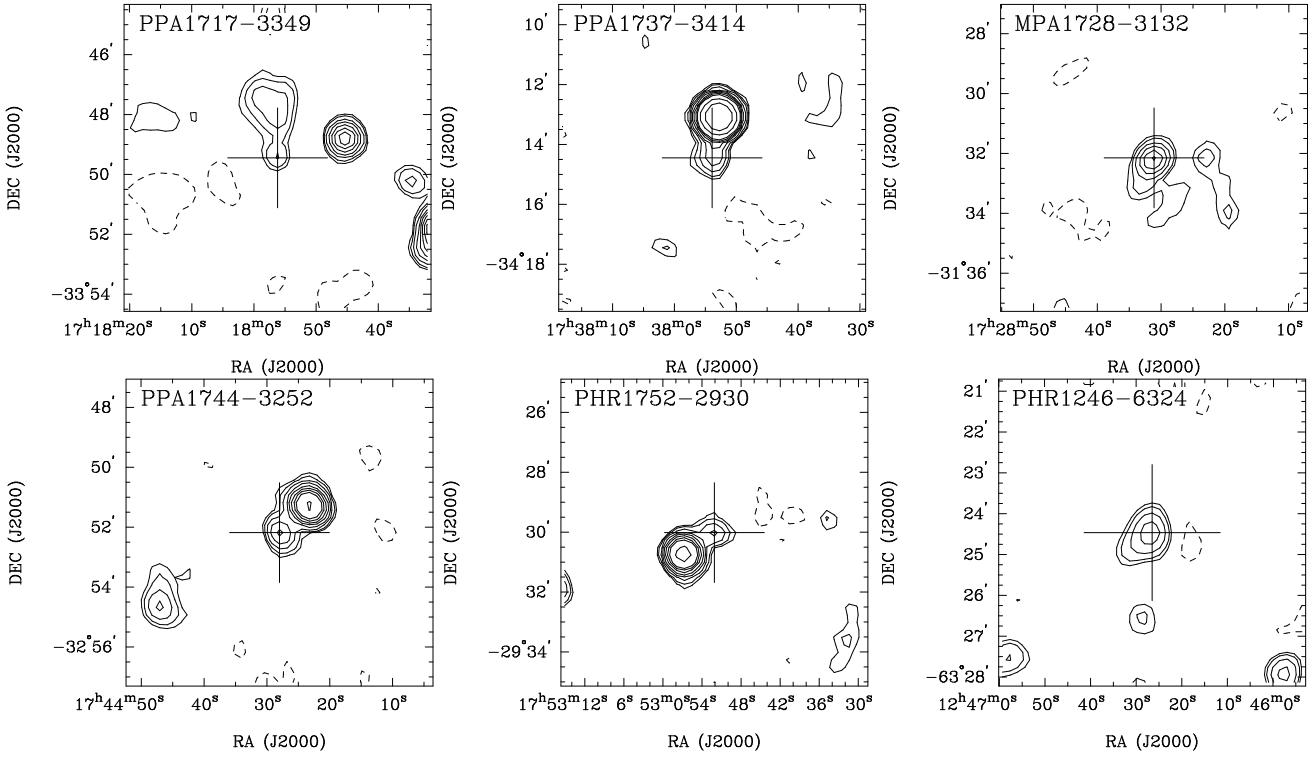 PPA1717−3349
46′
48′
50′
52′
−33°54′
DEC (J2000)
17ʰ18ᵐ20ˢ 10ˢ 18ᵐ0ˢ 50ˢ 40ˢ
RA (J2000)
PPA1737−3414
10′
12′
14′
16′
−34°18′
DEC (J2000)
17ʰ38ᵐ10ˢ 38ᵐ0ˢ 50ˢ 40ˢ 30ˢ
RA (J2000)
MPA1728−3132
28′
30′
32′
34′
−31°36′
DEC (J2000)
17ʰ28ᵐ50ˢ 40ˢ 30ˢ 20ˢ 10ˢ
RA (J2000)
PPA1744−3252
48′
50′
52′
54′
−32°56′
DEC (J2000)
17ʰ44ᵐ50ˢ 40ˢ 30ˢ 20ˢ 10ˢ
RA (J2000)
PHR1752−2930
26′
28′
30′
32′
−29°34′
DEC (J2000)
17ʰ53ᵐ12ˢ 6ˢ 53ᵐ0ˢ54ˢ 48ˢ 42ˢ 36ˢ 30ˢ
RA (J2000)
PHR1246−6324
21′
22′
23′
24′
25′
26′
27′
−63°28′
DEC (J2000)
12ʰ47ᵐ0ˢ 50ˢ 40ˢ 30ˢ 20ˢ 10ˢ 46ᵐ0ˢ
RA (J2000)